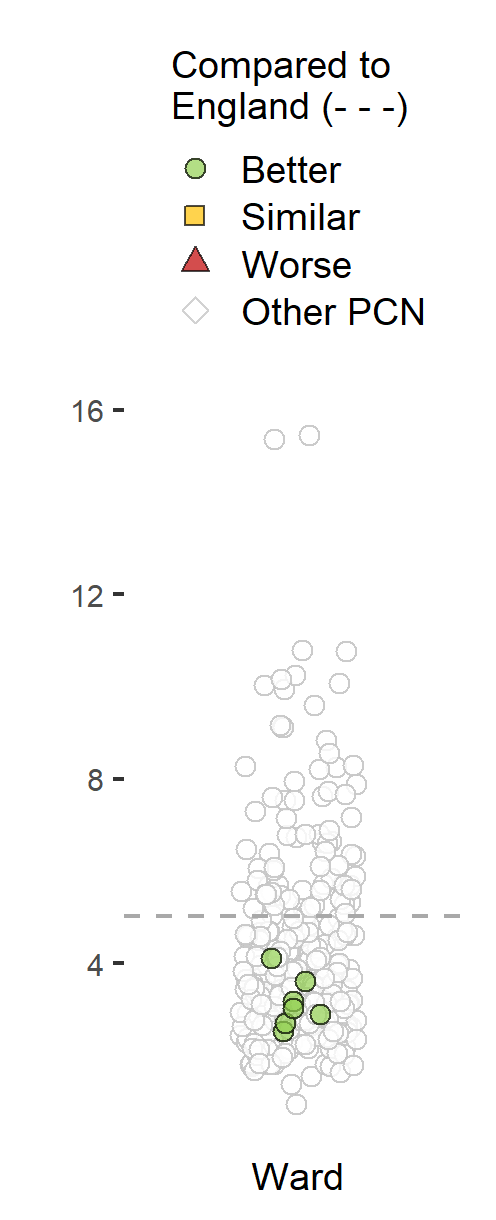 Compared to
England (- - -)
Better
Similar
Worse
Other PCN
16
12
8
4
Ward